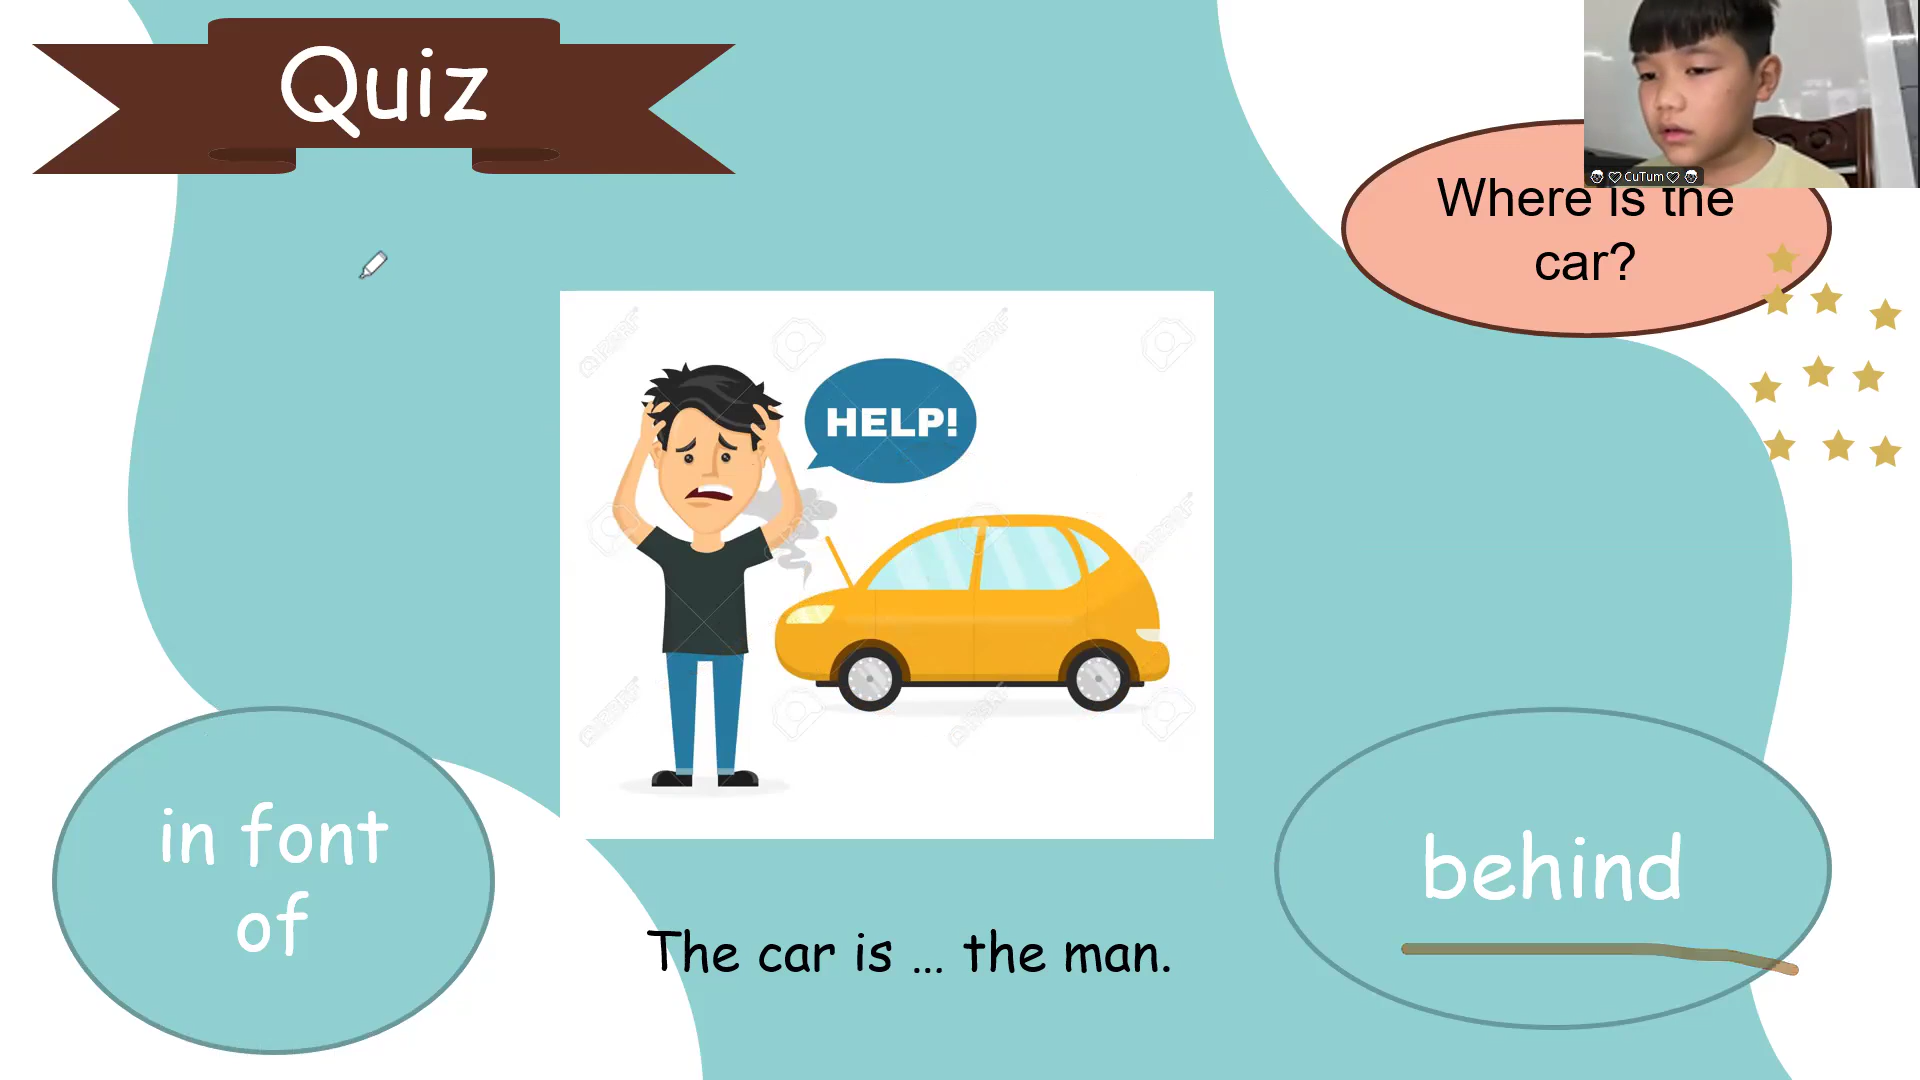 Quiz
CuTum
Where is the
car?
HELP!
in font
of
behind
The car is ... the man.